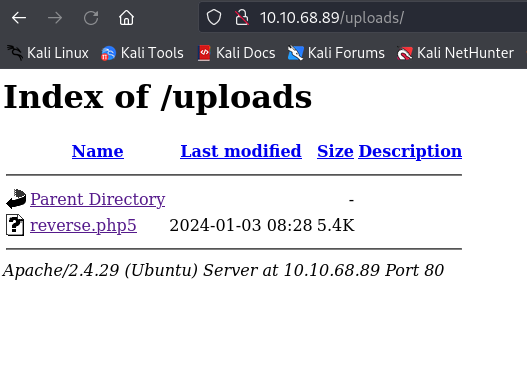 10.10.68.89/uploads/
Kali Linux Kali Tools Kali Docs Kali Forums Kali NetHunter
Index of /uploads
Name Last modified Size Description
Parent Directory -
reverse.php5 2024-01-03 08:28 5.4K
Apache/2.4.29 (Ubuntu) Server at 10.10.68.89 Port 80